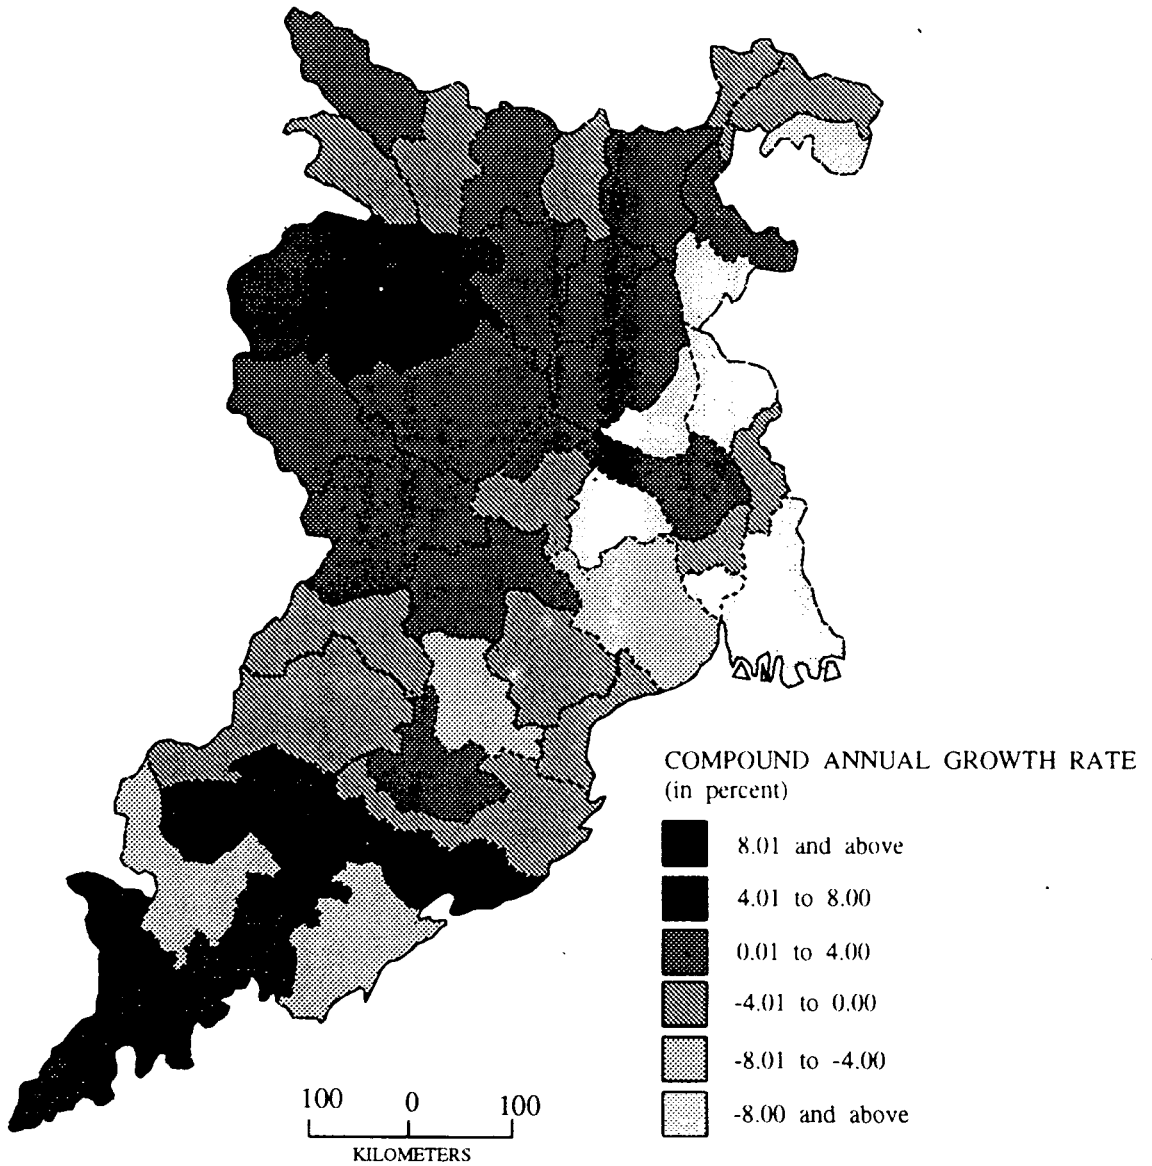 COMPOUND ANNUAL GROWTH RATE
(in percent)
8.01 and above
4.01 to 8.00
0.01 to 4.00
-4.01 to 0.00
-8.01 to -4.00
-8.00 and above
100 0 100
KILOMETERS